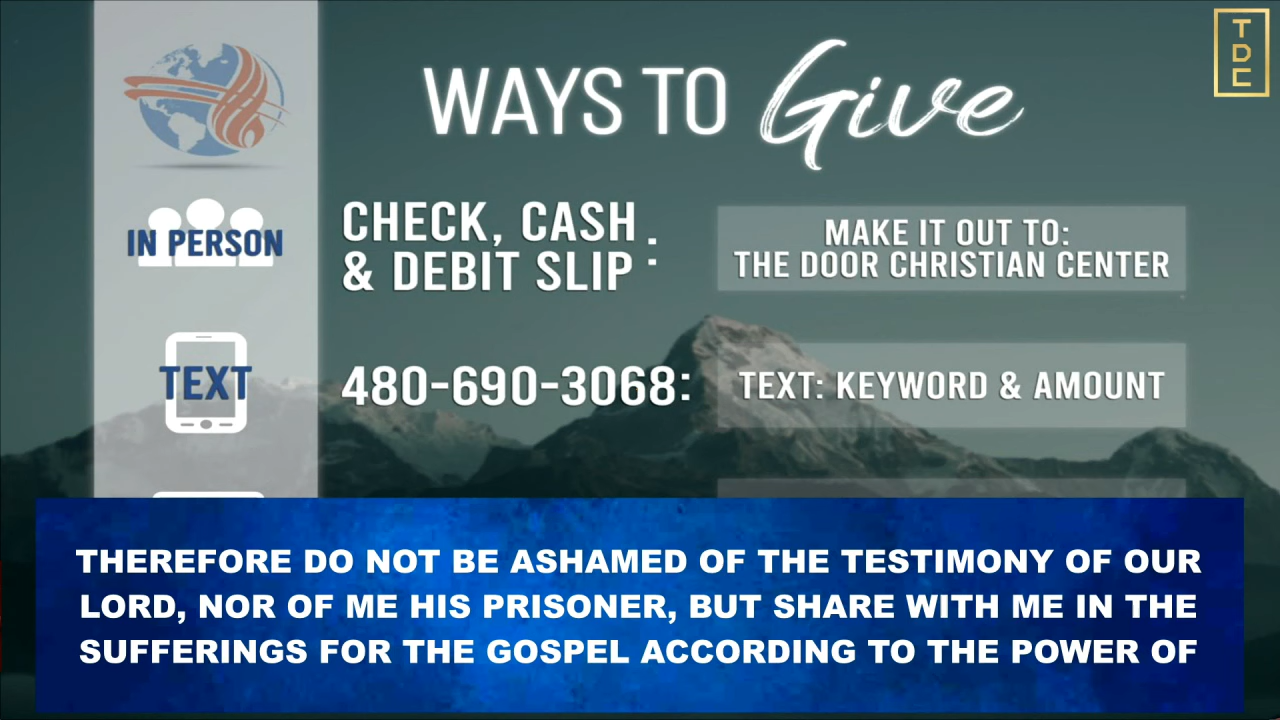 TDC
WAYS TO Give
IN PERSON
CHECK, CASH
& DEBIT SLIP :
MAKE IT OUT TO:
THE DOOR CHRISTIAN CENTER
TEXT
480-690-3068:
TEXT: KEYWORD & AMOUNT
THEREFORE DO NOT BE ASHAMED OF THE TESTIMONY OF OUR
LORD, NOR OF ME HIS PRISONER, BUT SHARE WITH ME IN THE
SUFFERINGS FOR THE GOSPEL ACCORDING TO THE POWER OF